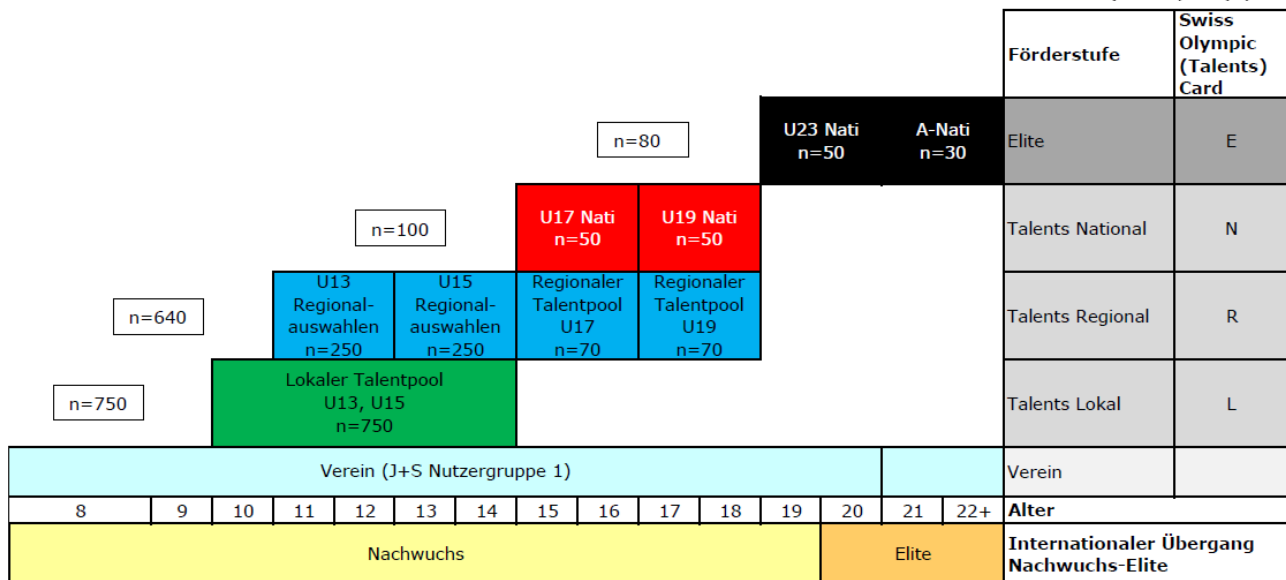 Förderstufe
Swiss
Olympic
(Talents)
Card
n=80
U23 Nati
n=50
A-Nati
n=30
Elite
E
n=100
U17 Nati
n=50
U19 Nati
n=50
Talents National
N
n=640
U13
Regional-
auswahlen
n=250
U15
Regional-
auswahlen
n=250
Regionaler
Talentpool
U17
n=70
Regionaler
Talentpool
U19
n=70
Talents Regional
R
n=750
Lokaler Talentpool
U13, U15
n=750
Talents Lokal
L
Verein (J+S Nutzergruppe 1)
Verein
8 9 10 11 12 13 14 15 16 17 18 19 20 21 22+ Alter
Nachwuchs
Elite
Internationaler Übergang
Nachwuchs-Elite